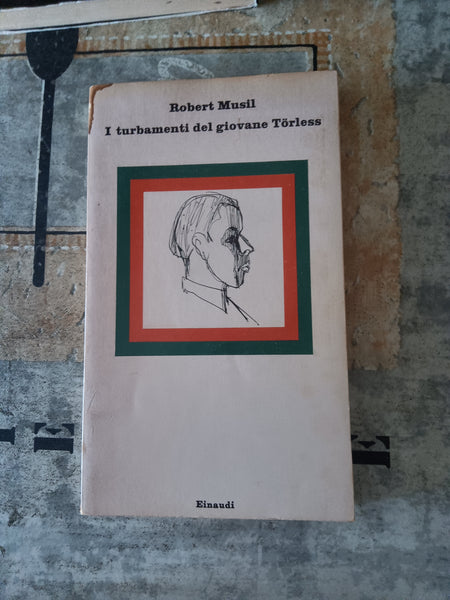 Robert Musil
I turbamenti del giovane Törless
Einaudi